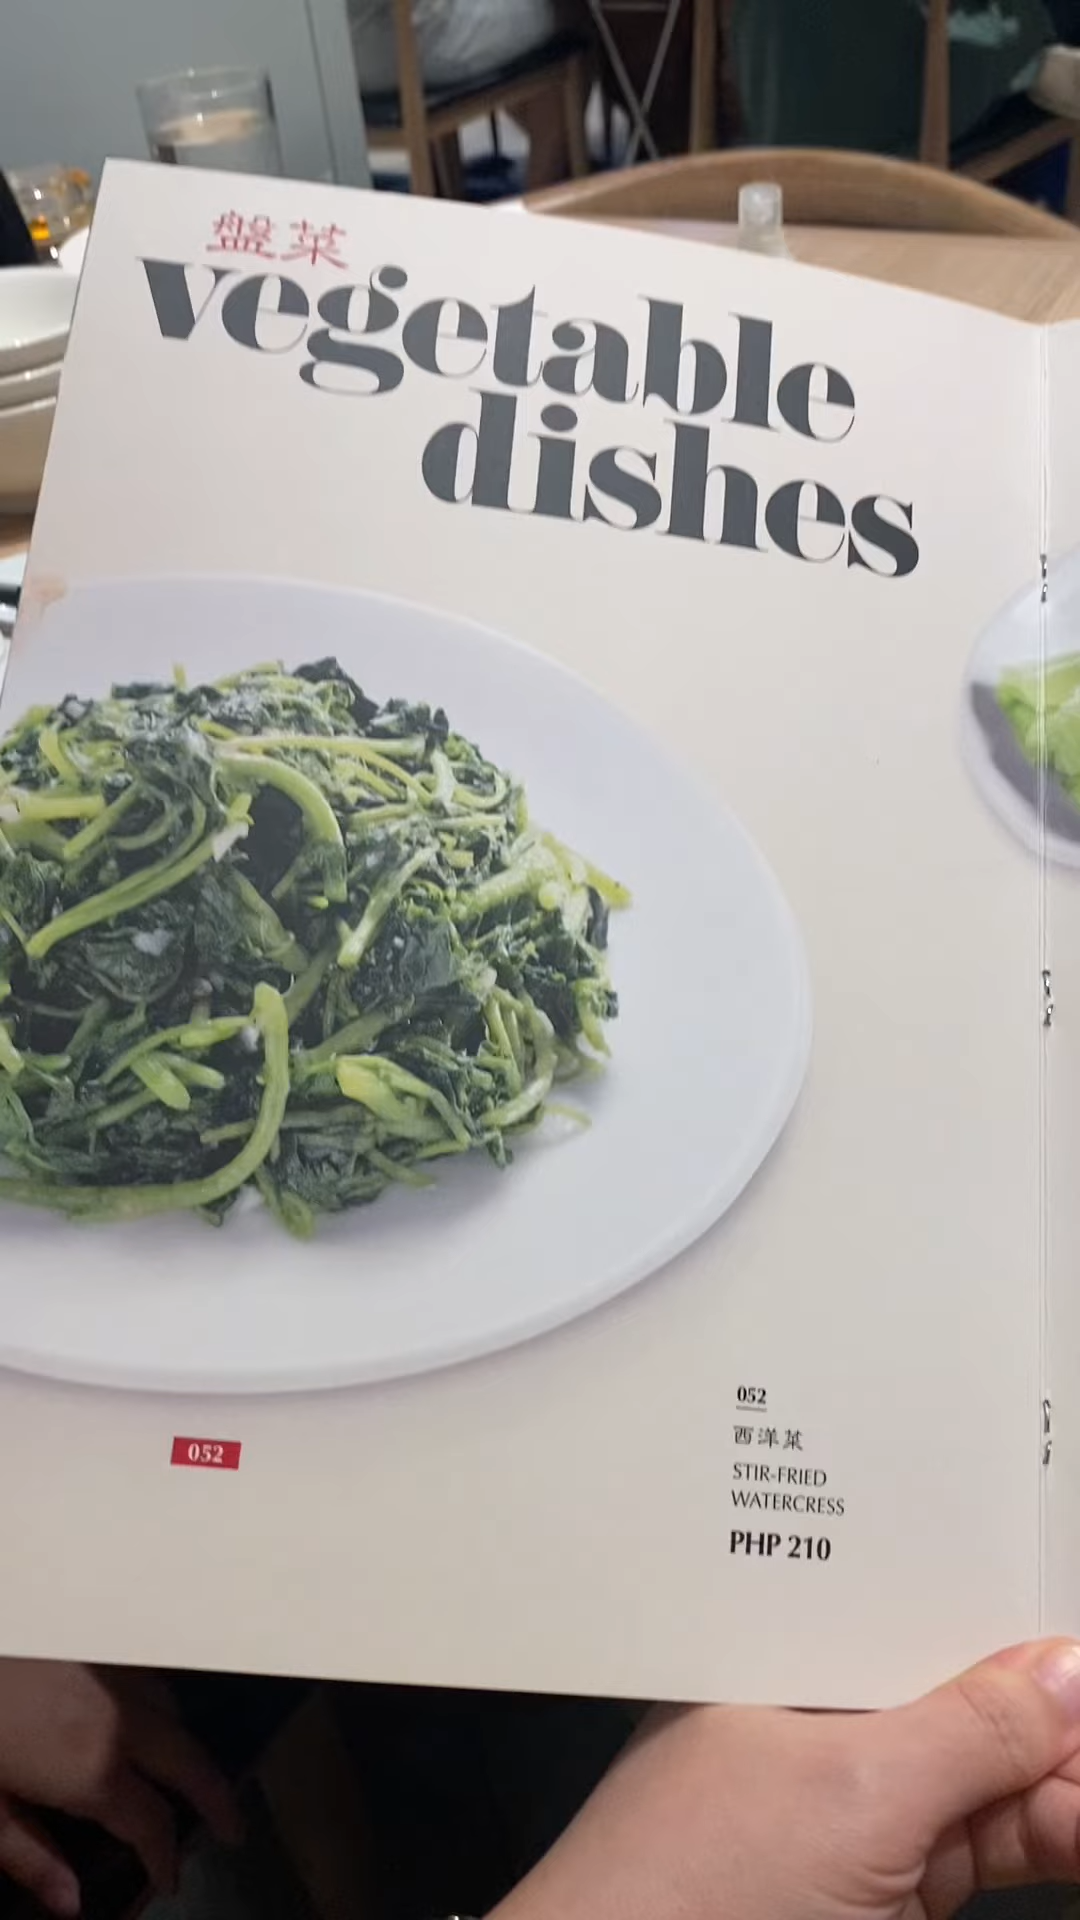 盤菜
vegetable
dishes
052
052
西洋菜
STIR-FRIED
WATERCRESS
PHP 210